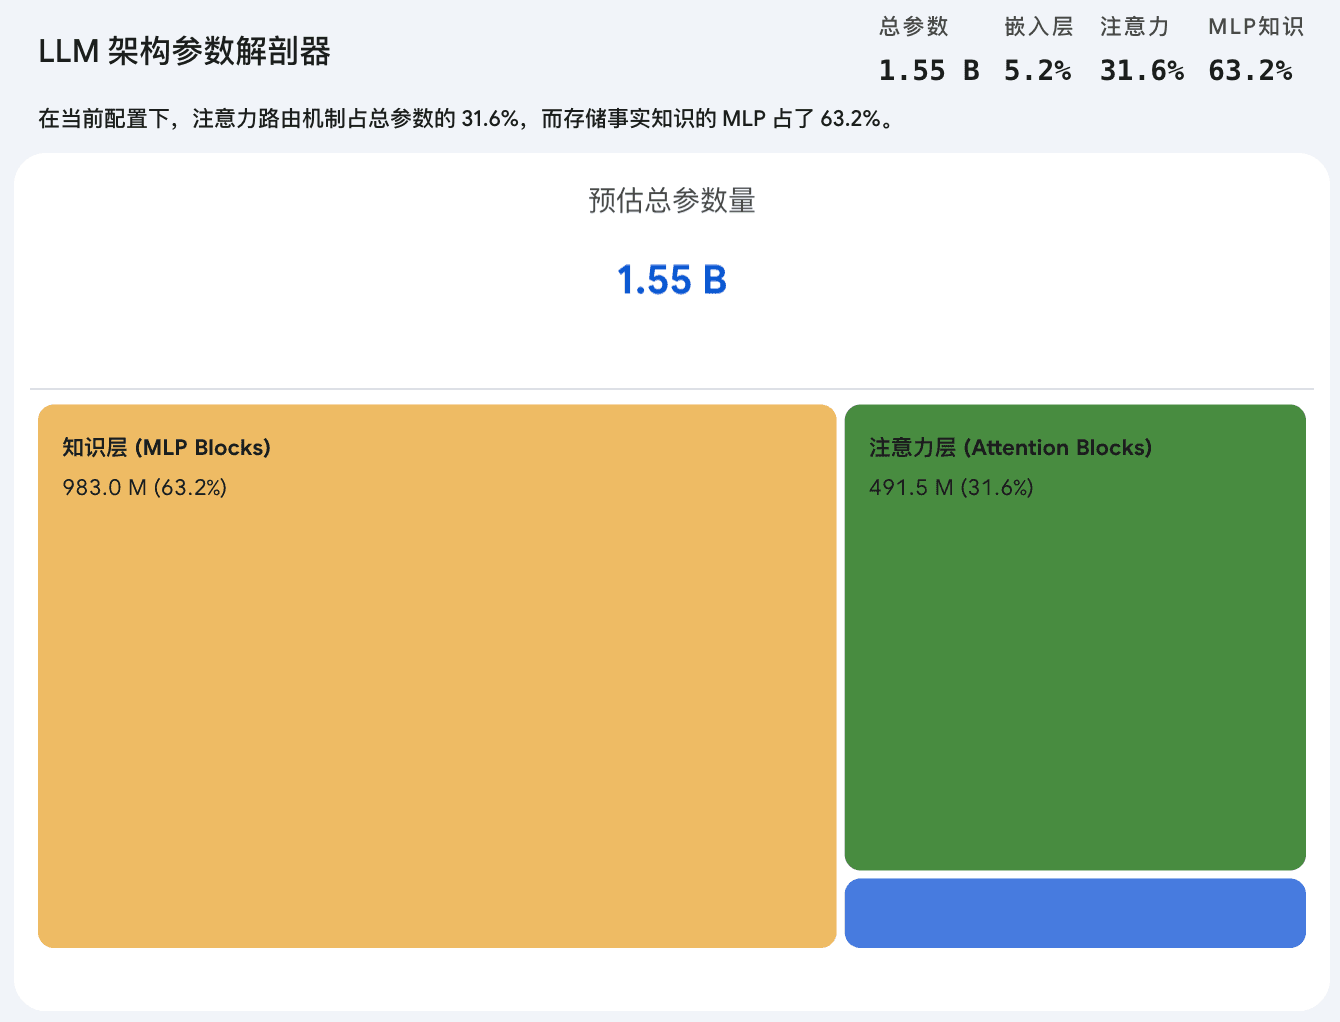 LLM 架构参数解剖器
总参数 嵌入层 注意力 MLP知识
1.55 B 5.2% 31.6% 63.2%
在当前配置下，注意力路由机制占总参数的 31.6%，而存储事实知识的 MLP 占了 63.2%。
预估总参数量
1.55 B
知识层 (MLP Blocks)
983.0 M (63.2%)
注意力层 (Attention Blocks)
491.5 M (31.6%)